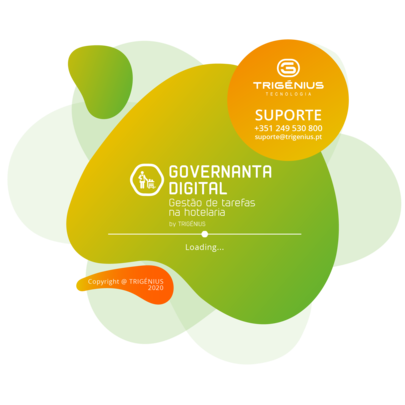 TRIGÉNIUS
TECNOLOGIA
SUPORTE
+351 249 530 800
suporte@trigenius.pt
GOVERNANTA
DIGITAL
Gestão de tarefas
na hotelaria
by TRIGÉNIUS
Loading...
Copyright @ TRIGÉNIUS
2020